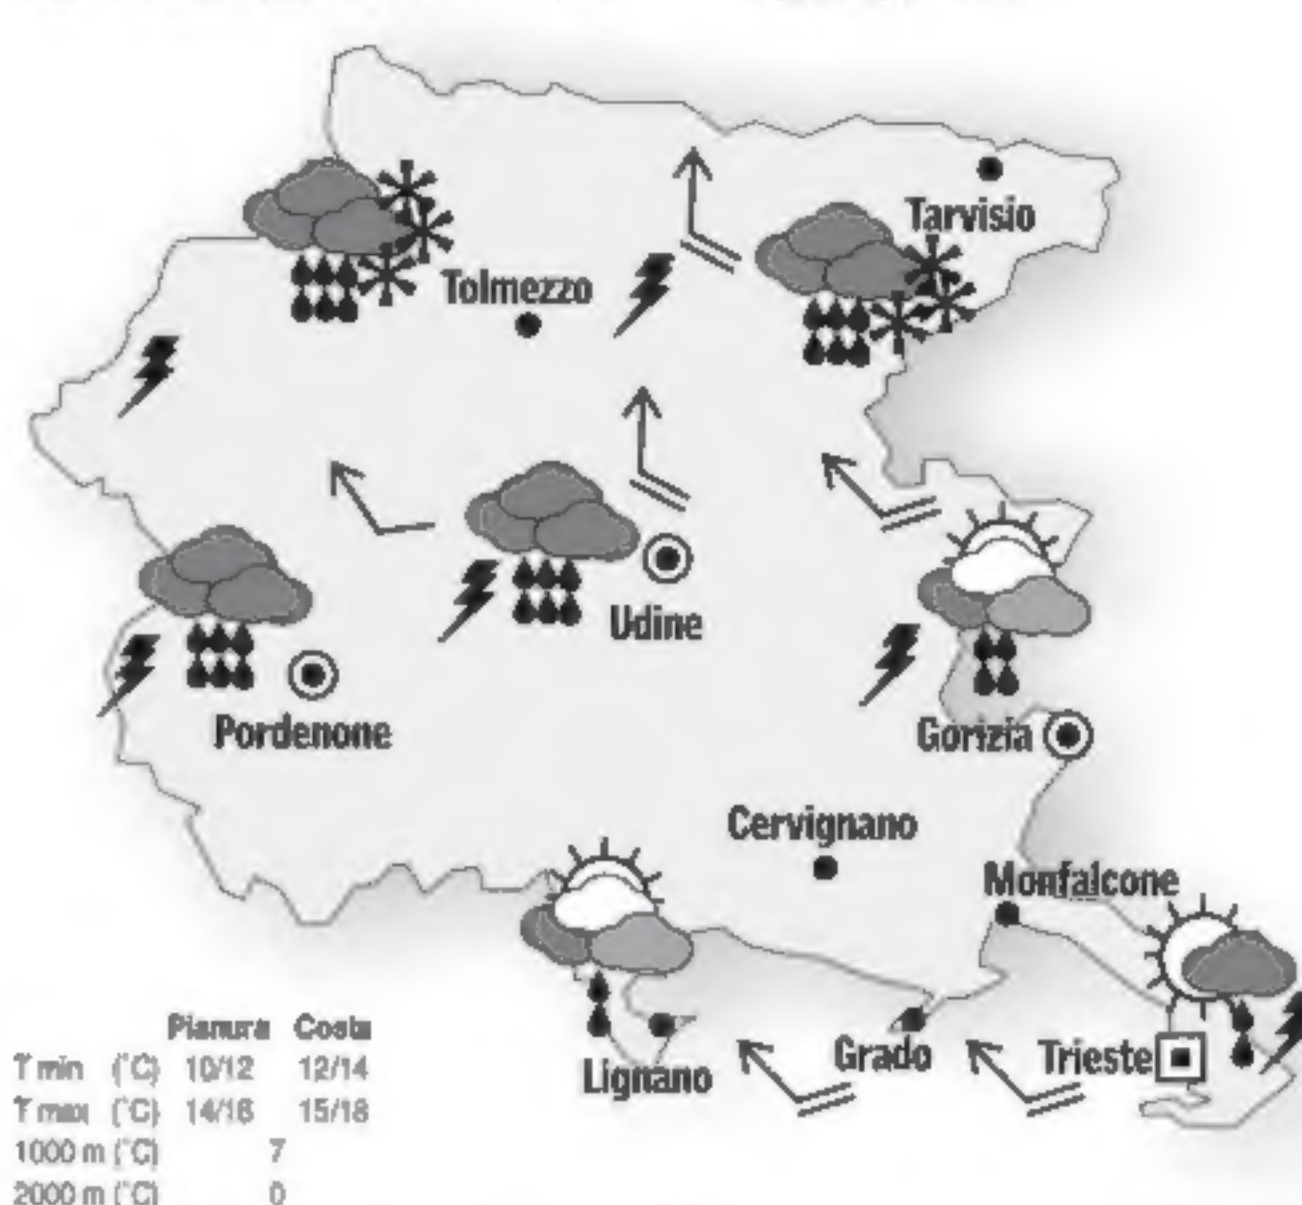 Tarvisio
Tolmezzo
Udine
Pordenone
Gorizia
Cervignano
Monfalcone
Grado
Trieste
Lignano
Pianura Costa
T min (°C) 10/12 12/14
T max (°C) 14/16 15/18
1000 m (°C) 7
2000 m (°C) 0